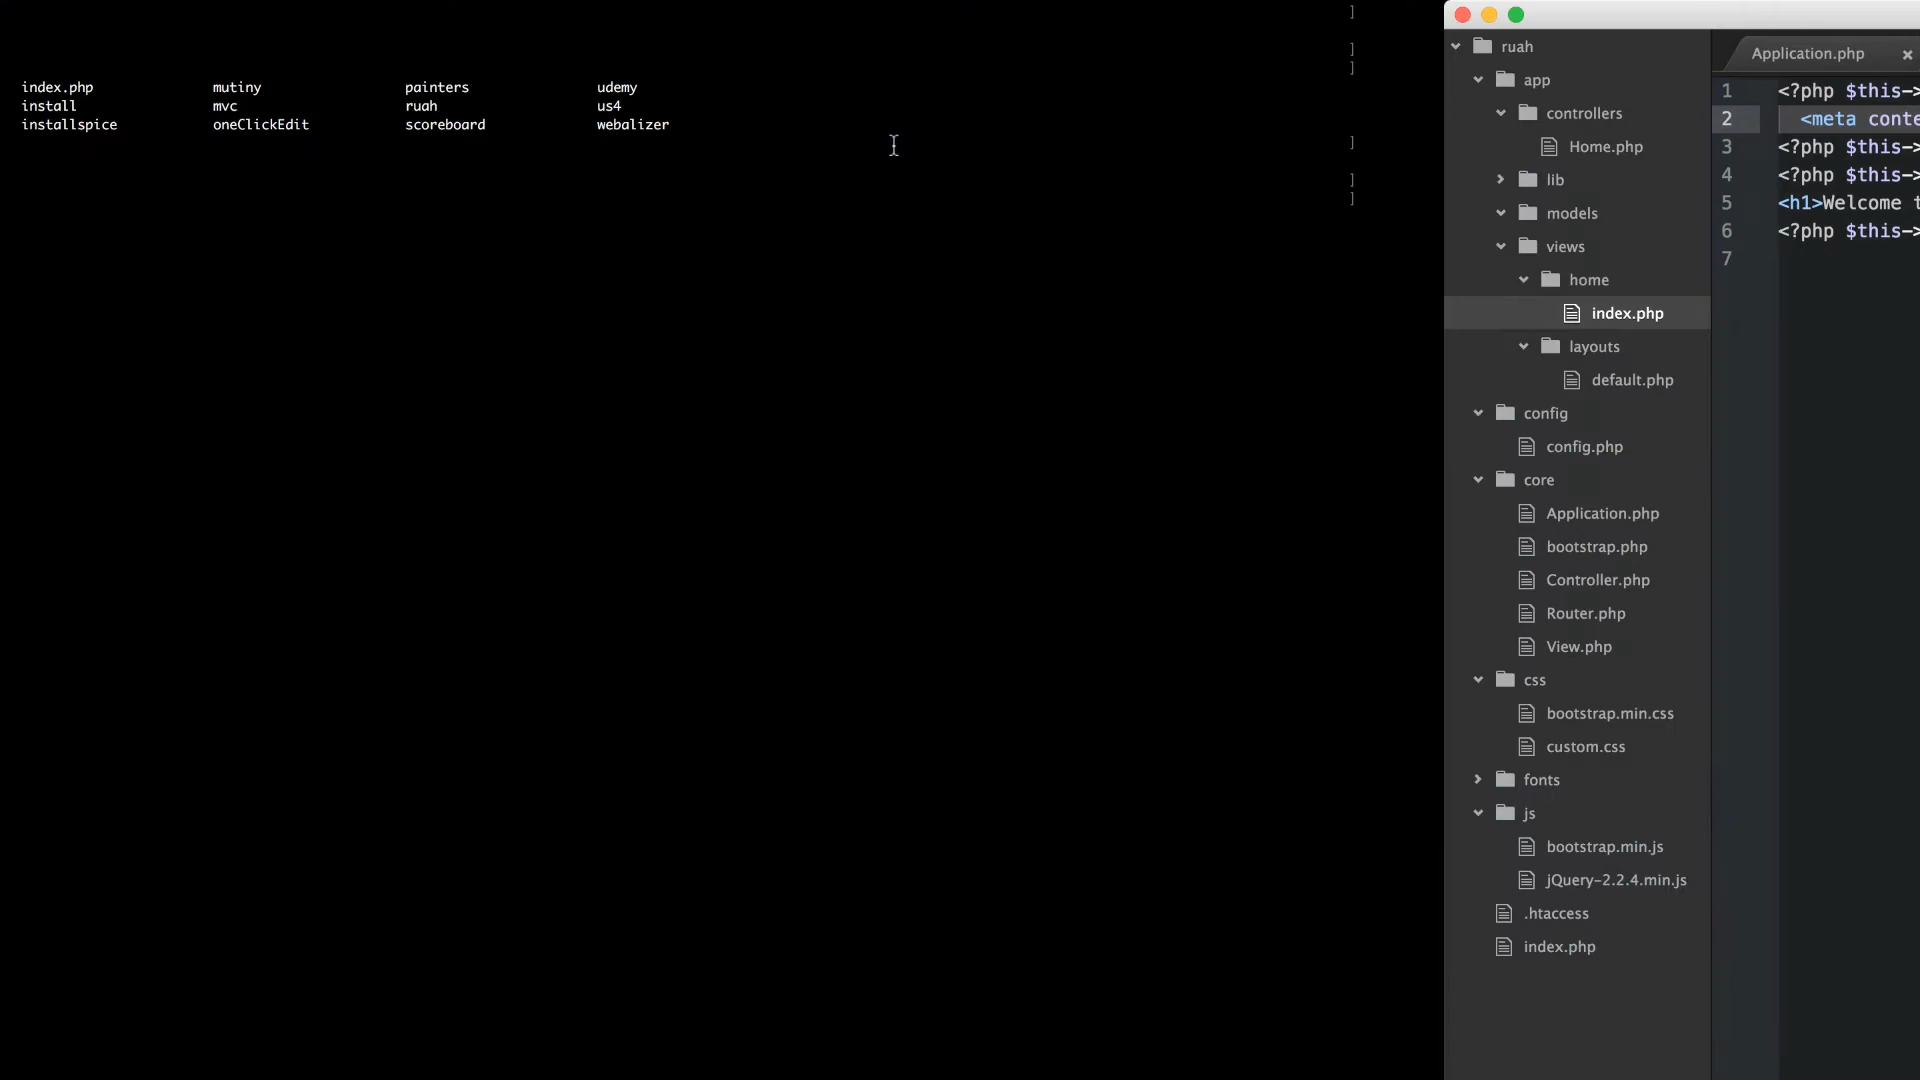 ]
]
]
index.php mutiny painters udemy
install mvc ruah us4
installspice oneClickEdit scoreboard webalizer
]
]
]
ruah
app
controllers
Home.php
lib
models
views
home
index.php
layouts
default.php
config
config.php
core
Application.php
bootstrap.php
Controller.php
Router.php
View.php
css
bootstrap.min.css
custom.css
fonts
js
bootstrap.min.js
jQuery-2.2.4.min.js
.htaccess
index.php
Application.php ×
1 <?php $this->
2 <meta conte
3 <?php $this->
4 <?php $this->
5 <h1>Welcome t
6 <?php $this->
7